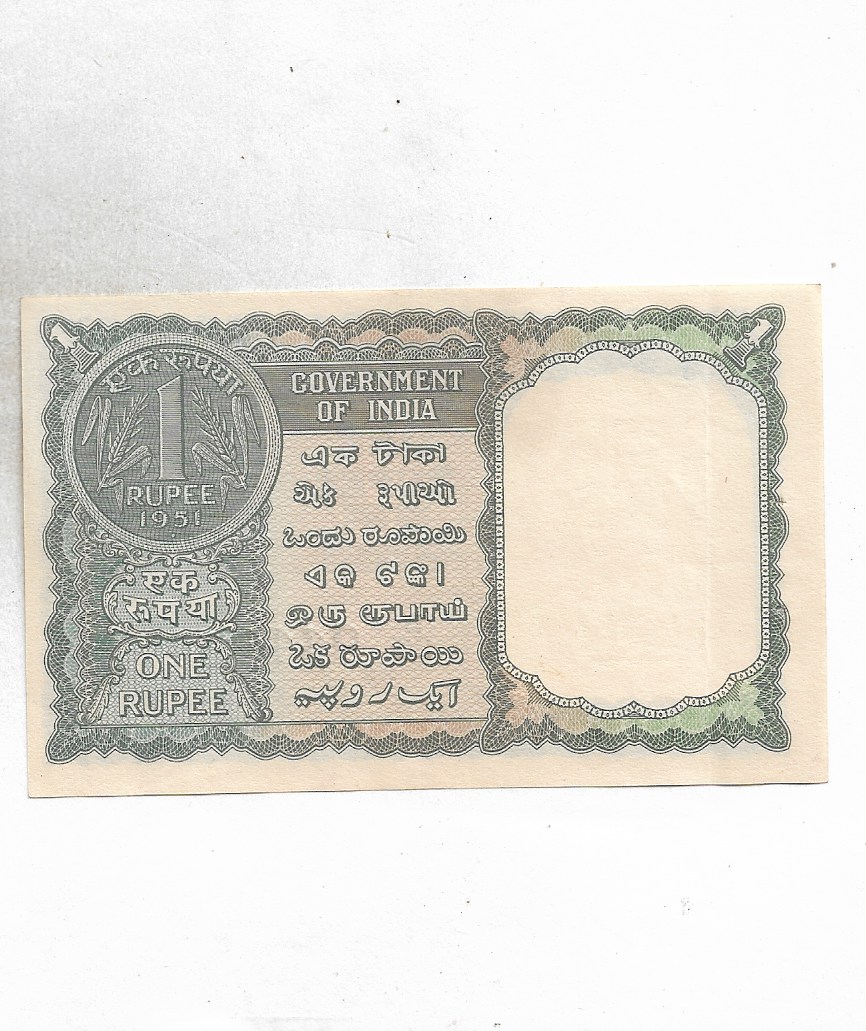 एक रुपया
1
RUPEE
1951
एक
रुपया
ONE
RUPEE
GOVERNMENT
OF INDIA
এক টাকা
એક રૂપીઓ
ಒಂದು ರೂಪಾಯಿ
ଏକ ଟଙ୍କା
ஒரு ரூபாய்
ఒక రూపాయి
ایک روپیہ